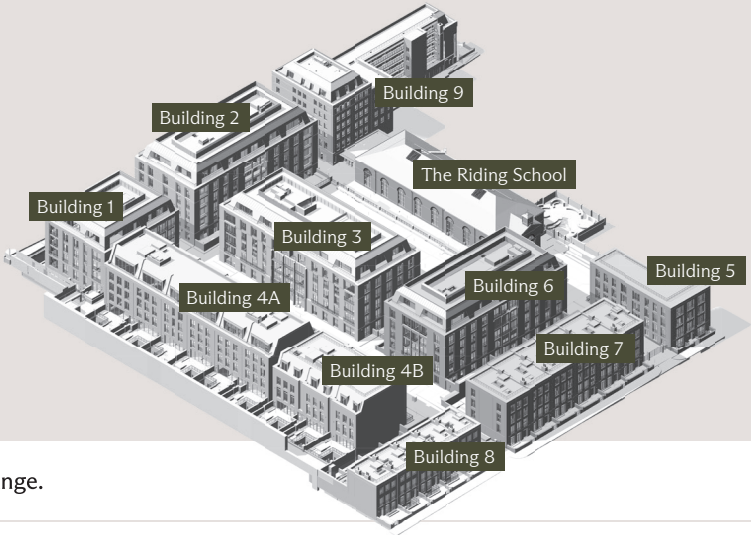 Building 9
Building 2
The Riding School
Building 1
Building 3
Building 5
Building 6
Building 4A
Building 7
Building 4B
Building 8
nge.